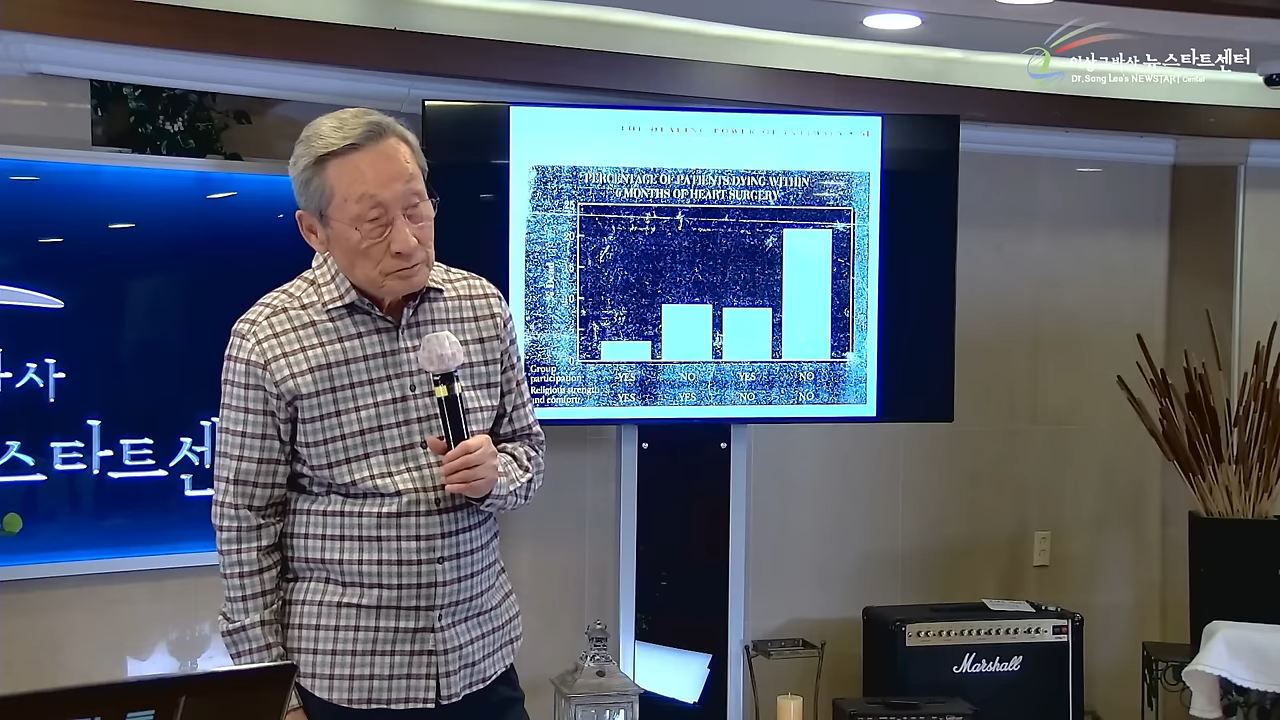 이상구박사 뉴스타트센터
Dr.Sang Lee's NEWSTART Center
THE HEALING POWER OF INTIMACY
PERCENTAGE OF PATIENTS DYING WITHIN
6 MONTHS OF HEART SURGERY
Group
participation YES NO YES NO
Religious strength
and comfort YES YES NO NO
사
스타트센
Marshall